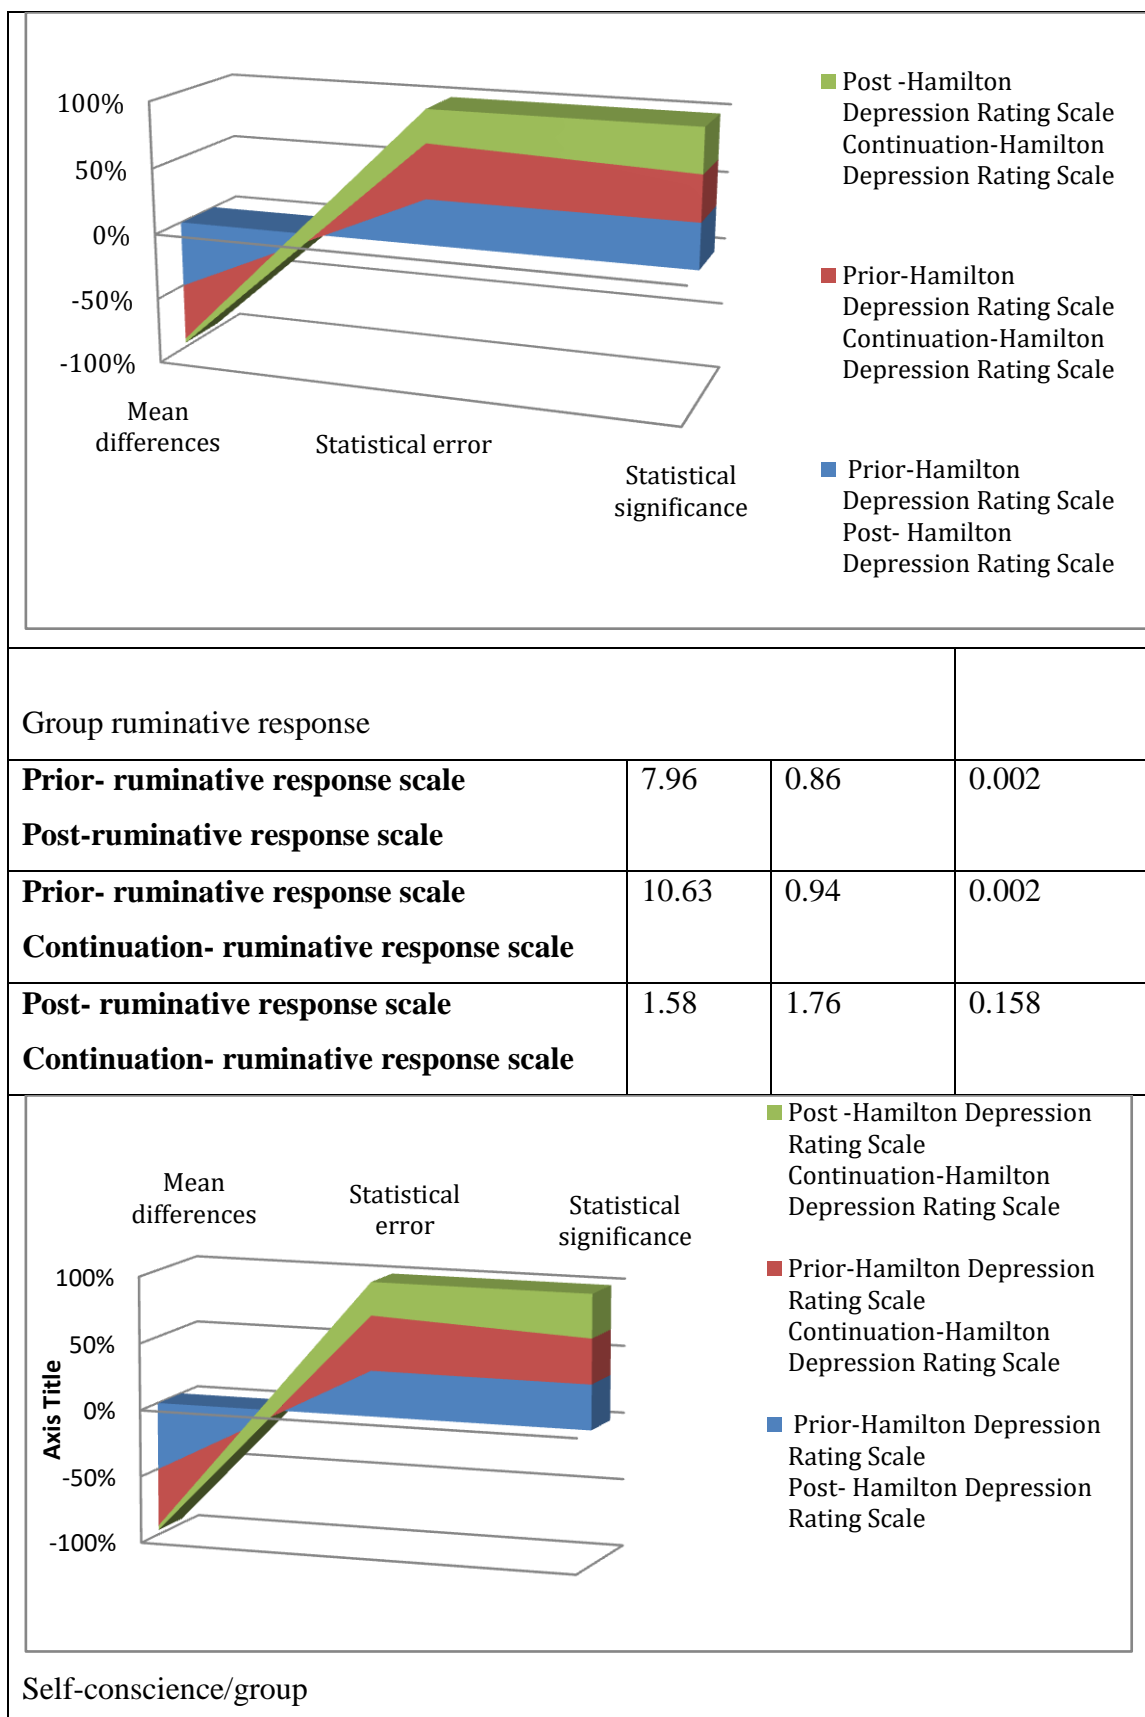 100%
50%
0%
-50%
-100%
Mean
differences
Statistical error
Statistical
significance
Post -Hamilton
Depression Rating Scale
Continuation-Hamilton
Depression Rating Scale
Prior-Hamilton
Depression Rating Scale
Continuation-Hamilton
Depression Rating Scale
Prior-Hamilton
Depression Rating Scale
Post- Hamilton
Depression Rating Scale
Group ruminative response
Prior- ruminative response scale 7.96 0.86 0.002
Post-ruminative response scale
Prior- ruminative response scale 10.63 0.94 0.002
Continuation- ruminative response scale
Post- ruminative response scale 1.58 1.76 0.158
Continuation- ruminative response scale
Mean
differences
Statistical
error
Statistical
significance
100%
50%
0%
-50%
-100%
Axis Title
Post -Hamilton Depression
Rating Scale
Continuation-Hamilton
Depression Rating Scale
Prior-Hamilton Depression
Rating Scale
Continuation-Hamilton
Depression Rating Scale
Prior-Hamilton Depression
Rating Scale
Post- Hamilton Depression
Rating Scale
Self-conscience/group